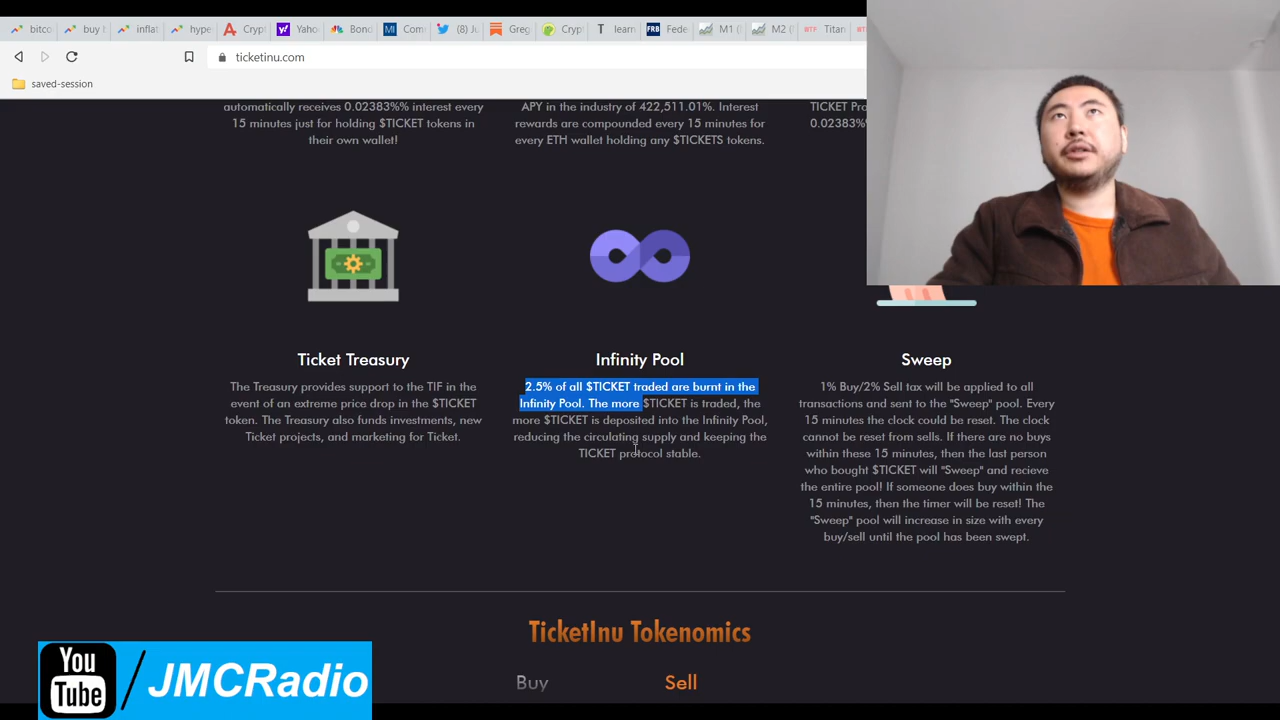 bitco
buy b
inflat
hype
Crypt
Yaho
Bond
Com
(8) Ju
Greg
Crypt
learn
Fede
M1 (
M2 (
Titan
ticketinu.com
saved-session
automatically receives 0.02383%% interest every
15 minutes just for holding $TICKET tokens in
their own wallet!
APY in the industry of 422,511.01%. Interest
rewards are compounded every 15 minutes for
every ETH wallet holding any $TICKETS tokens.
TICKET Pro
0.02383%
Ticket Treasury
The Treasury provides support to the TIF in the
event of an extreme price drop in the $TICKET
token. The Treasury also funds investments, new
Ticket projects, and marketing for Ticket.
Infinity Pool
2.5% of all $TICKET traded are burnt in the
Infinity Pool. The more $TICKET is traded, the
more $TICKET is deposited into the Infinity Pool,
reducing the circulating supply and keeping the
TICKET protocol stable.
Sweep
1% Buy/2% Sell tax will be applied to all
transactions and sent to the "Sweep" pool. Every
15 minutes the clock could be reset. The clock
cannot be reset from sells. If there are no buys
within these 15 minutes, then the last person
who bought $TICKET will "Sweep" and recieve
the entire pool! If someone does buy within the
15 minutes, then the timer will be reset! The
"Sweep" pool will increase in size with every
buy/sell until the pool has been swept.
TicketInu Tokenomics
Buy
Sell
You
Tube
/JMCRadio